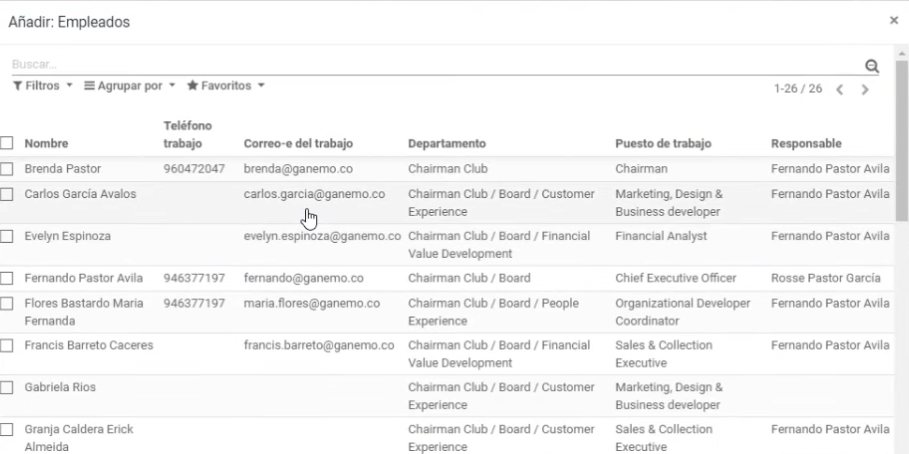 Añadir: Empleados ×
Buscar...
Filtros Agrupar por Favoritos 1-26 / 26
Nombre Teléfono trabajo Correo-e del trabajo Departamento Puesto de trabajo Responsable
Brenda Pastor 960472047 brenda@ganemo.co Chairman Club Chairman Fernando Pastor Avila
Carlos García Avalos carlos.garcia@ganemo.co Chairman Club / Board / Customer Experience Marketing, Design & Business developer Fernando Pastor Avila
Evelyn Espinoza evelyn.espinoza@ganemo.co Chairman Club / Board / Financial Value Development Financial Analyst Fernando Pastor Avila
Fernando Pastor Avila 946377197 fernando@ganemo.co Chairman Club / Board Chief Executive Officer Rosse Pastor García
Flores Bastardo Maria Fernanda 946377197 maria.flores@ganemo.co Chairman Club / Board / People Experience Organizational Developer Coordinator Fernando Pastor Avila
Francis Barreto Caceres francis.barreto@ganemo.co Chairman Club / Board / Financial Value Development Sales & Collection Executive Fernando Pastor Avila
Gabriela Rios Chairman Club / Board / Customer Experience Marketing, Design & Business developer
Granja Caldera Erick Almeida Chairman Club / Board / Customer Experience Sales & Collection Executive Fernando Pastor Avila